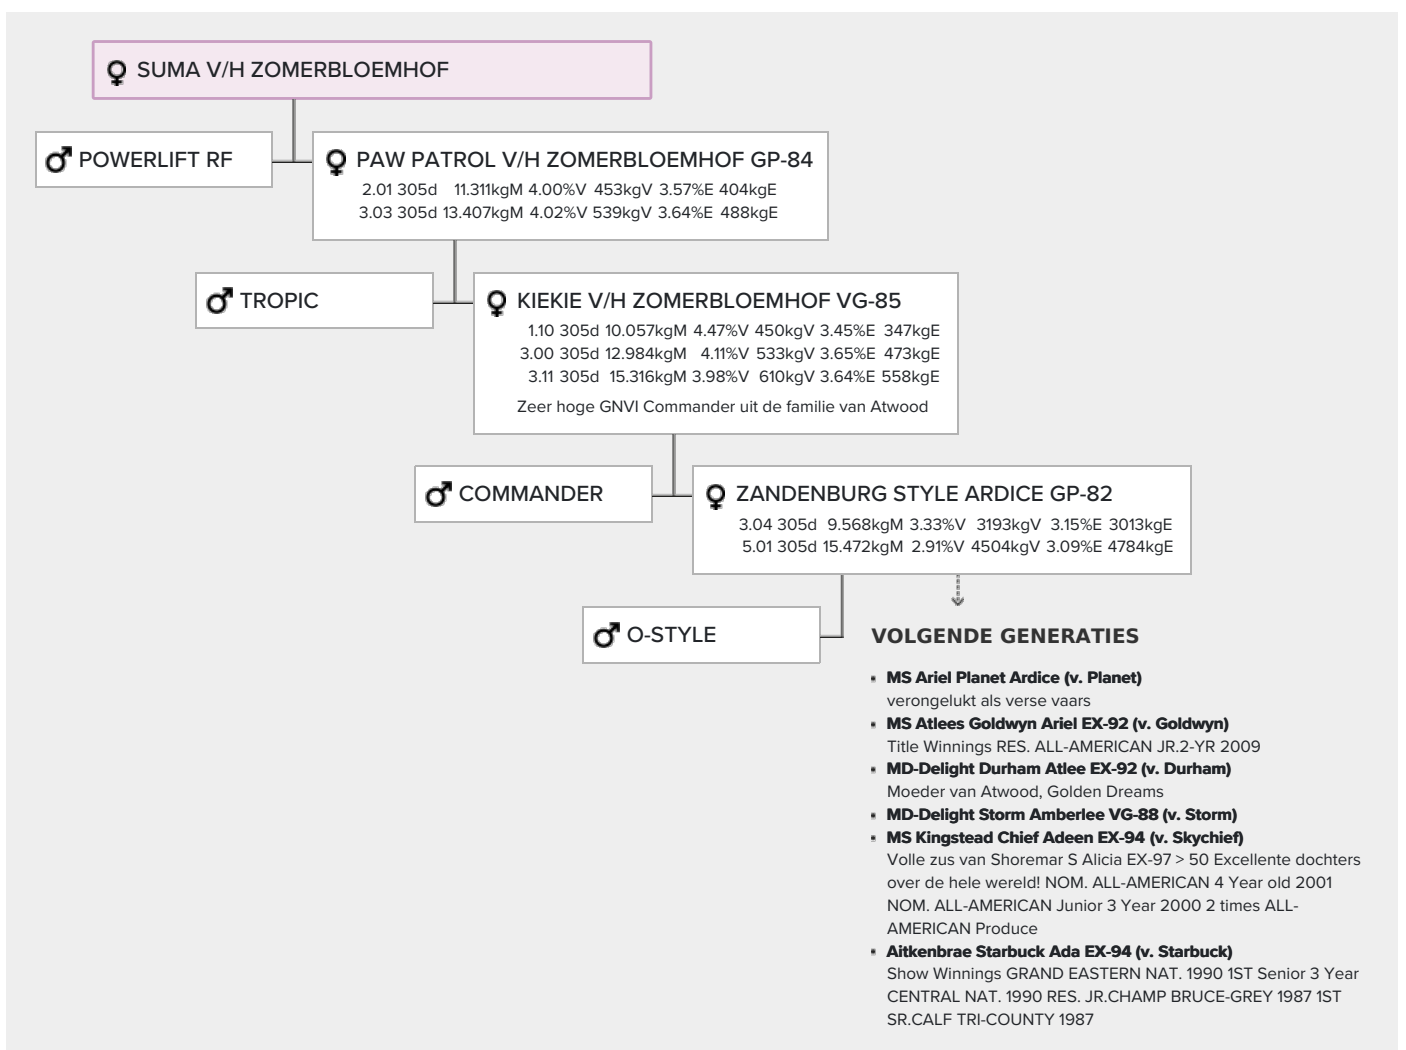 SUMA V/H ZOMERBLOEMHOF
POWERLIFT RF
PAW PATROL V/H ZOMERBLOEMHOF GP-84
2.01 305d 11.311kgM 4.00%V 453kgV 3.57%E 404kgE
3.03 305d 13.407kgM 4.02%V 539kgV 3.64%E 488kgE
TROPIC
KIEKIE V/H ZOMERBLOEMHOF VG-85
1.10 305d 10.057kgM 4.47%V 450kgV 3.45%E 347kgE
3.00 305d 12.984kgM 4.11%V 533kgV 3.65%E 473kgE
3.11 305d 15.316kgM 3.98%V 610kgV 3.64%E 558kgE
Zeer hoge GNVI Commander uit de familie van Atwood
COMMANDER
ZANDENBURG STYLE ARDICE GP-82
3.04 305d 9.568kgM 3.33%V 3193kgV 3.15%E 3013kgE
5.01 305d 15.472kgM 2.91%V 4504kgV 3.09%E 4784kgE
O-STYLE
VOLGENDE GENERATIES
MS Ariel Planet Ardice (v. Planet)
verongelukt als verse vaars
MS Atlees Goldwyn Ariel EX-92 (v. Goldwyn)
Title Winnings RES. ALL-AMERICAN JR.2-YR 2009
MD-Delight Durham Atlee EX-92 (v. Durham)
Moeder van Atwood, Golden Dreams
MD-Delight Storm Amberlee VG-88 (v. Storm)
MS Kingstead Chief Adeen EX-94 (v. Skychief)
Volle zus van Shoremar S Alicia EX-97 > 50 Excellente dochters
over de hele wereld! NOM. ALL-AMERICAN 4 Year old 2001
NOM. ALL-AMERICAN Junior 3 Year 2000 2 times ALL-
AMERICAN Produce
Aitkenbrae Starbuck Ada EX-94 (v. Starbuck)
Show Winnings GRAND EASTERN NAT. 1990 1ST Senior 3 Year
CENTRAL NAT. 1990 RES. JR.CHAMP BRUCE-GREY 1987 1ST
SR.CALF TRI-COUNTY 1987